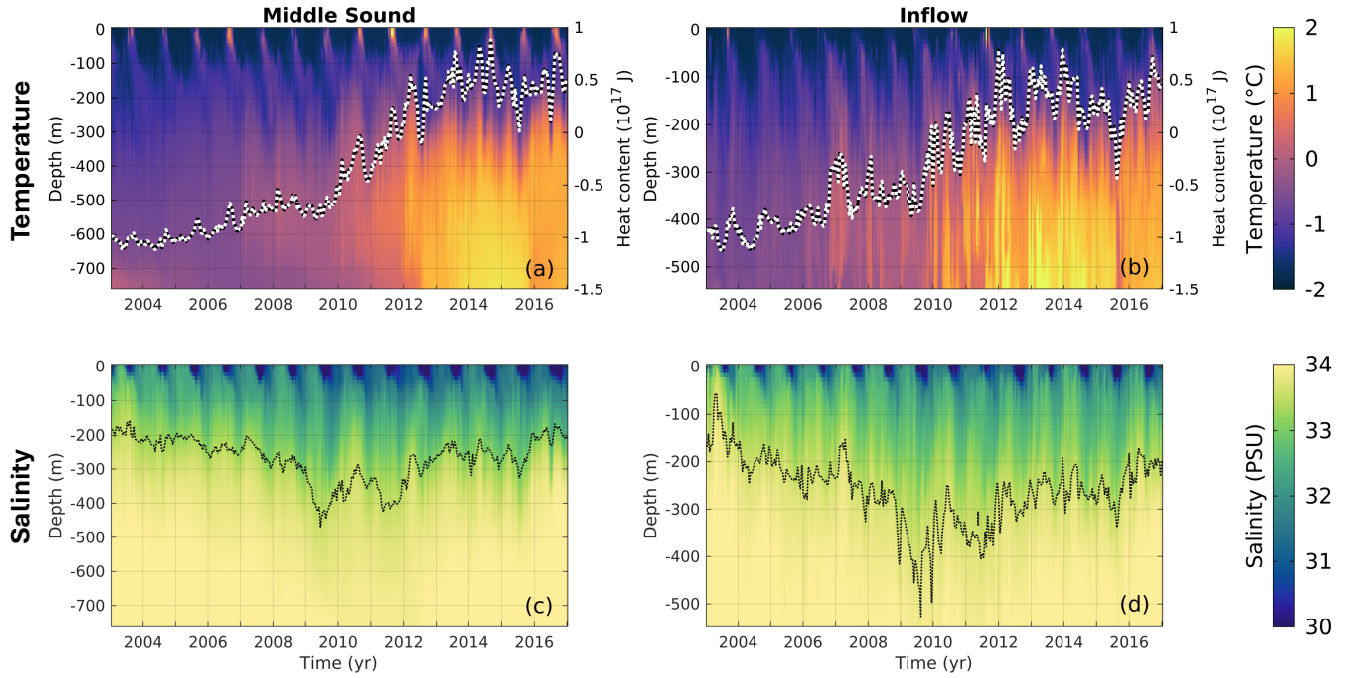 Middle Sound
Inflow
Temperature
Depth (m)
0
-100
-200
-300
-400
-500
-600
-700
1
0.5
0
-0.5
-1
-1.5
Heat content (10^17 J)
(a)
2004 2006 2008 2010 2012 2014 2016
Depth (m)
0
-100
-200
-300
-400
-500
1
0.5
0
-0.5
-1
-1.5
Heat content (10^17 J)
(b)
2004 2006 2008 2010 2012 2014 2016
Temperature (°C)
2
1
0
-1
-2
Salinity
Depth (m)
0
-100
-200
-300
-400
-500
-600
-700
(c)
2004 2006 2008 2010 2012 2014 2016
Time (yr)
Depth (m)
0
-100
-200
-300
-400
-500
(d)
2004 2006 2008 2010 2012 2014 2016
Time (yr)
Salinity (PSU)
34
33
32
31
30